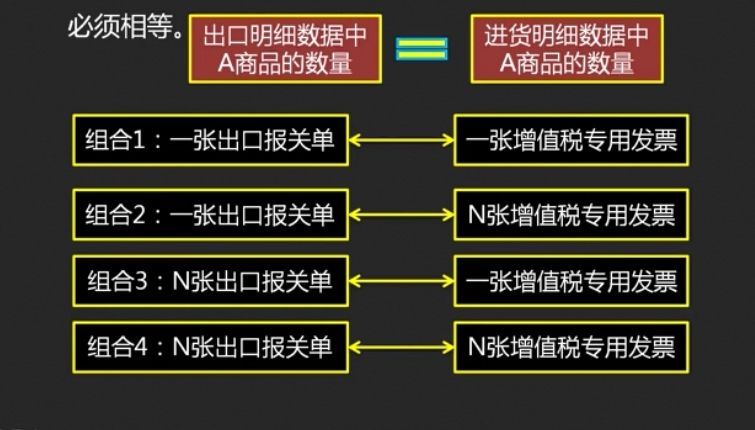 必须相等。
出口明细数据中
A商品的数量
进货明细数据中
A商品的数量
组合1：一张出口报关单
一张增值税专用发票
组合2：一张出口报关单
N张增值税专用发票
组合3：N张出口报关单
一张增值税专用发票
组合4：N张出口报关单
N张增值税专用发票